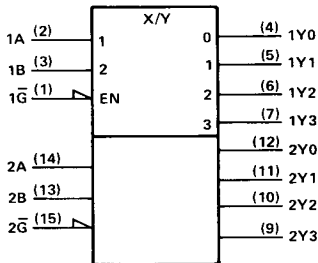 X/Y
1A (2) 1 0 (4) 1Y0
1B (3) 2 1 (5) 1Y1
1G̅ (1) EN 2 (6) 1Y2
3 (7) 1Y3
(12) 2Y0
2A (14) (11) 2Y1
2B (13) (10) 2Y2
2G̅ (15) (9) 2Y3